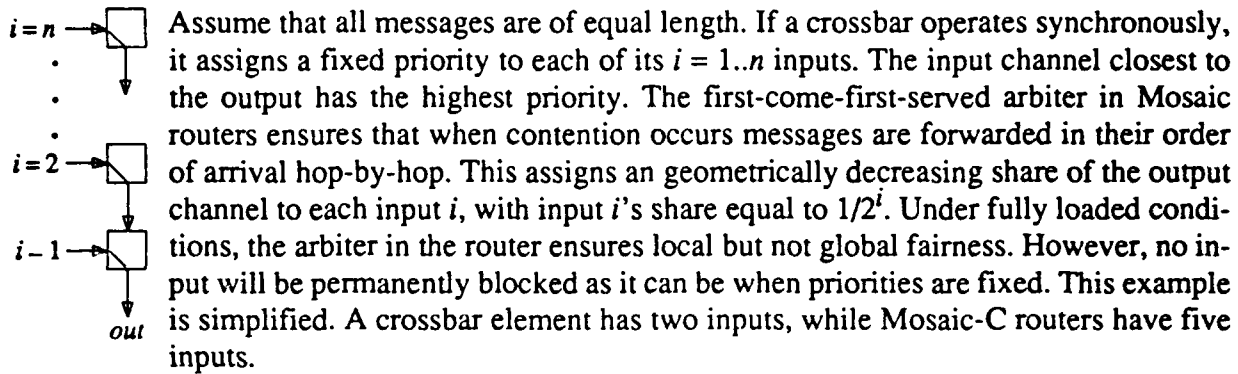 i = n
Assume that all messages are of equal length. If a crossbar operates synchronously,
it assigns a fixed priority to each of its i = 1..n inputs. The input channel closest to
the output has the highest priority. The first-come-first-served arbiter in Mosaic
routers ensures that when contention occurs messages are forwarded in their order
i = 2
of arrival hop-by-hop. This assigns an geometrically decreasing share of the output
channel to each input i, with input i's share equal to 1/2^i. Under fully loaded condi-
i – 1
tions, the arbiter in the router ensures local but not global fairness. However, no in-
put will be permanently blocked as it can be when priorities are fixed. This example
out
is simplified. A crossbar element has two inputs, while Mosaic-C routers have five
inputs.